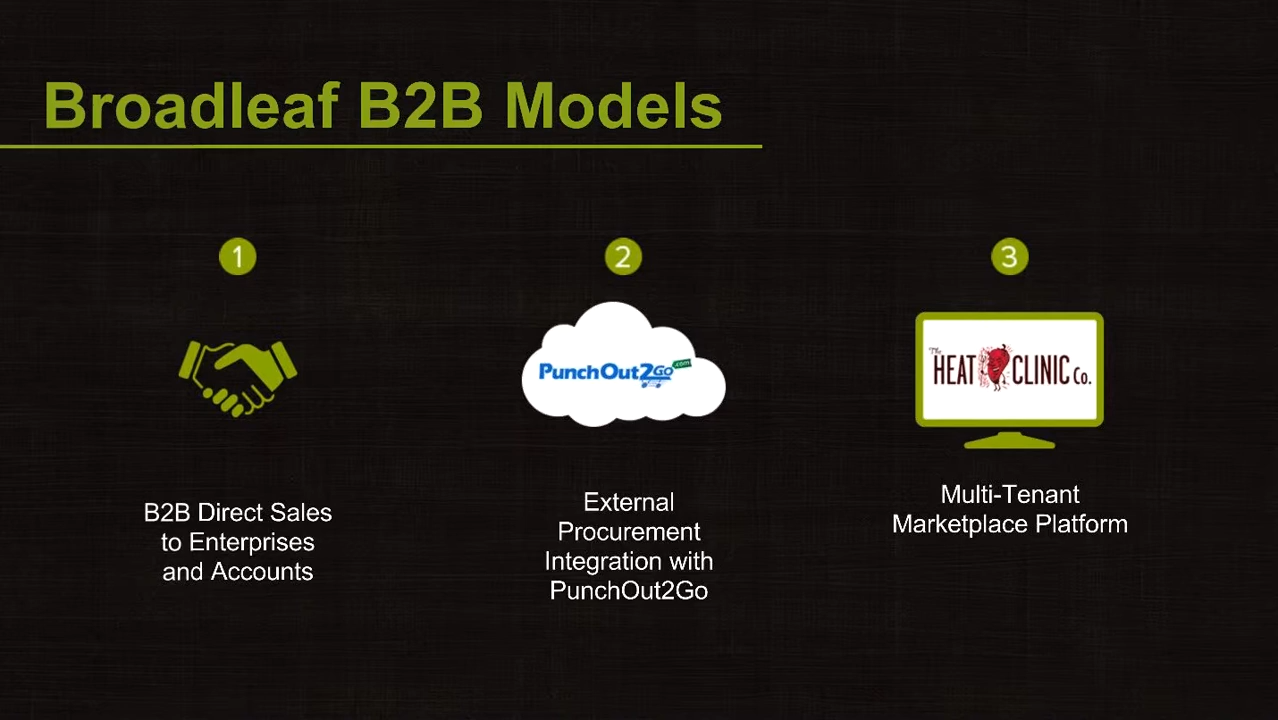 Broadleaf B2B Models
1
B2B Direct Sales
to Enterprises
and Accounts
2
PunchOut2Go.com
External
Procurement
Integration with
PunchOut2Go
3
The HEAT CLINIC Co.
Multi-Tenant
Marketplace Platform